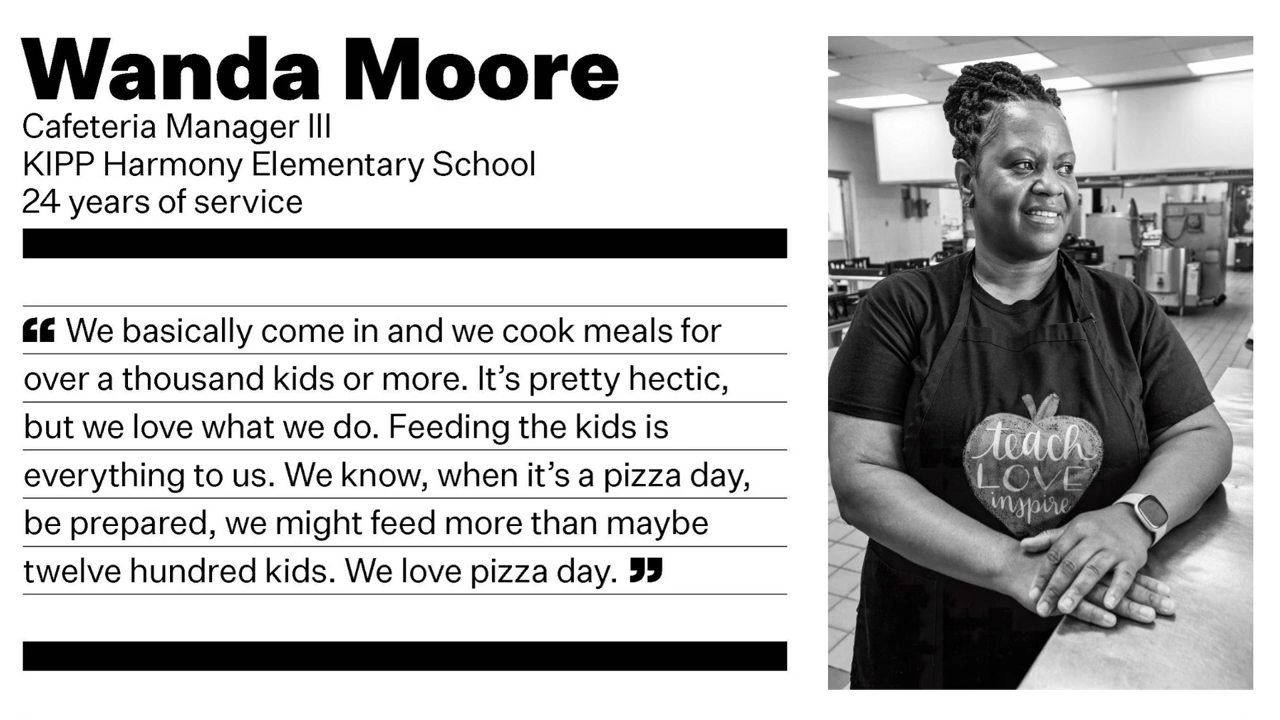 Wanda Moore
Cafeteria Manager III
KIPP Harmony Elementary School
24 years of service
“ We basically come in and we cook meals for
over a thousand kids or more. It’s pretty hectic,
but we love what we do. Feeding the kids is
everything to us. We know, when it’s a pizza day,
be prepared, we might feed more than maybe
twelve hundred kids. We love pizza day. ”
teach
LOVE
inspire